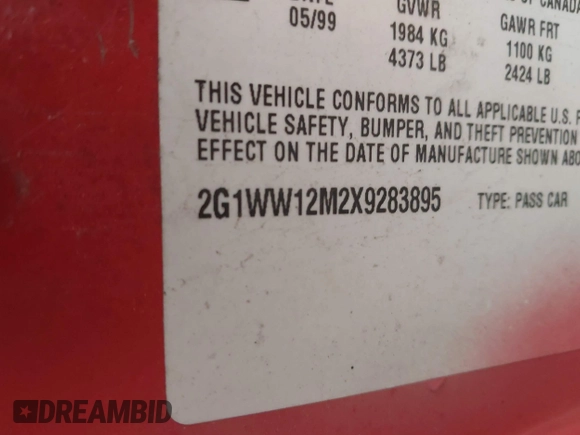 05/99
GVWR
1984 KG
4373 LB
GAWR FRT
1100 KG
2424 LB
THIS VEHICLE CONFORMS TO ALL APPLICABLE U.S.
VEHICLE SAFETY, BUMPER, AND THEFT PREVENTION
EFFECT ON THE DATE OF MANUFACTURE SHOWN ABO
2G1WW12M2X9283895 TYPE: PASS CAR
DREAMBID